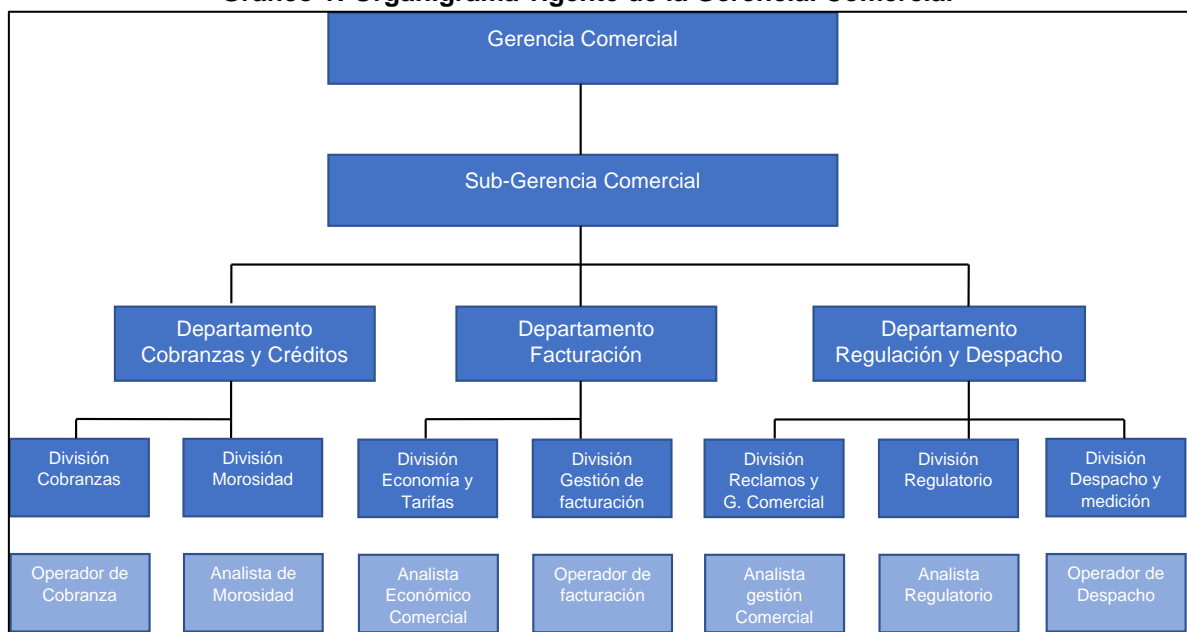 Gerencia Comercial
Sub-Gerencia Comercial
Departamento
Cobranzas y Créditos
Departamento
Facturación
Departamento
Regulación y Despacho
División
Cobranzas
División
Morosidad
División
Economía y
Tarifas
División
Gestión de
facturación
División
Reclamos y
G. Comercial
División
Regulatorio
División
Despacho y
medición
Operador de
Cobranza
Analista de
Morosidad
Analista
Económico
Comercial
Operador de
facturación
Analista
gestión
Comercial
Analista
Regulatorio
Operador de
Despacho